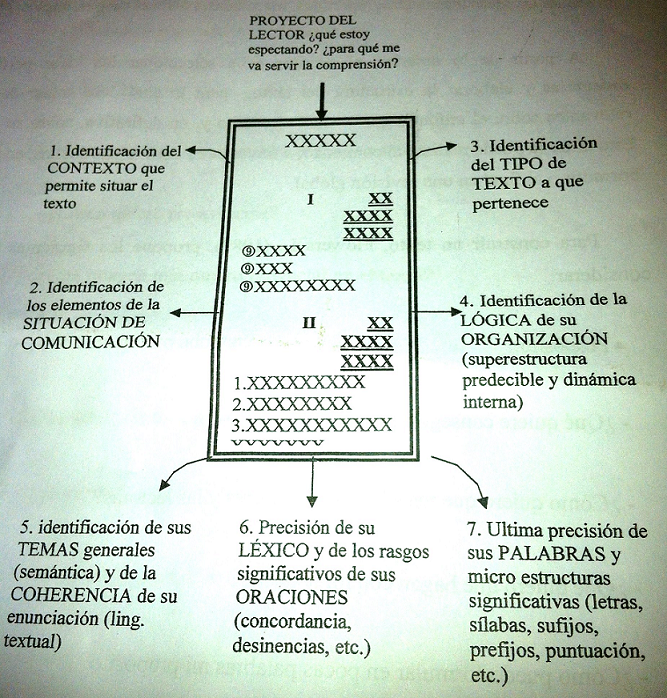 PROYECTO DEL
LECTOR ¿qué estoy
espectando? ¿para qué me
va servir la comprensión?
1. Identificación del
CONTEXTO que
permite situar el
texto
3. Identificación
del TIPO de
TEXTO a que
pertenece
XXXXX
I
XX
XXXX
XXXX
⑨XXXX
⑨XXX
⑨XXXXXXXX
2. Identificación de
los elementos de la
SITUACIÓN DE
COMUNICACIÓN
4. Identificación de la
LÓGICA de su
ORGANIZACIÓN
(superestructura
predecible y dinámica
interna)
II
XX
XXXX
XXXX
1.XXXXXXXXX
2.XXXXXXXX
3.XXXXXXXXXXX
5. identificación de sus
TEMAS generales
(semántica) y de la
COHERENCIA de su
enunciación (ling.
textual)
6. Precisión de su
LÉXICO y de los rasgos
significativos de sus
ORACIONES
(concordancia,
desinencias, etc.)
7. Ultima precisión de
sus PALABRAS y
micro estructuras
significativas (letras,
sílabas, sufijos,
prefijos, puntuación,
etc.)